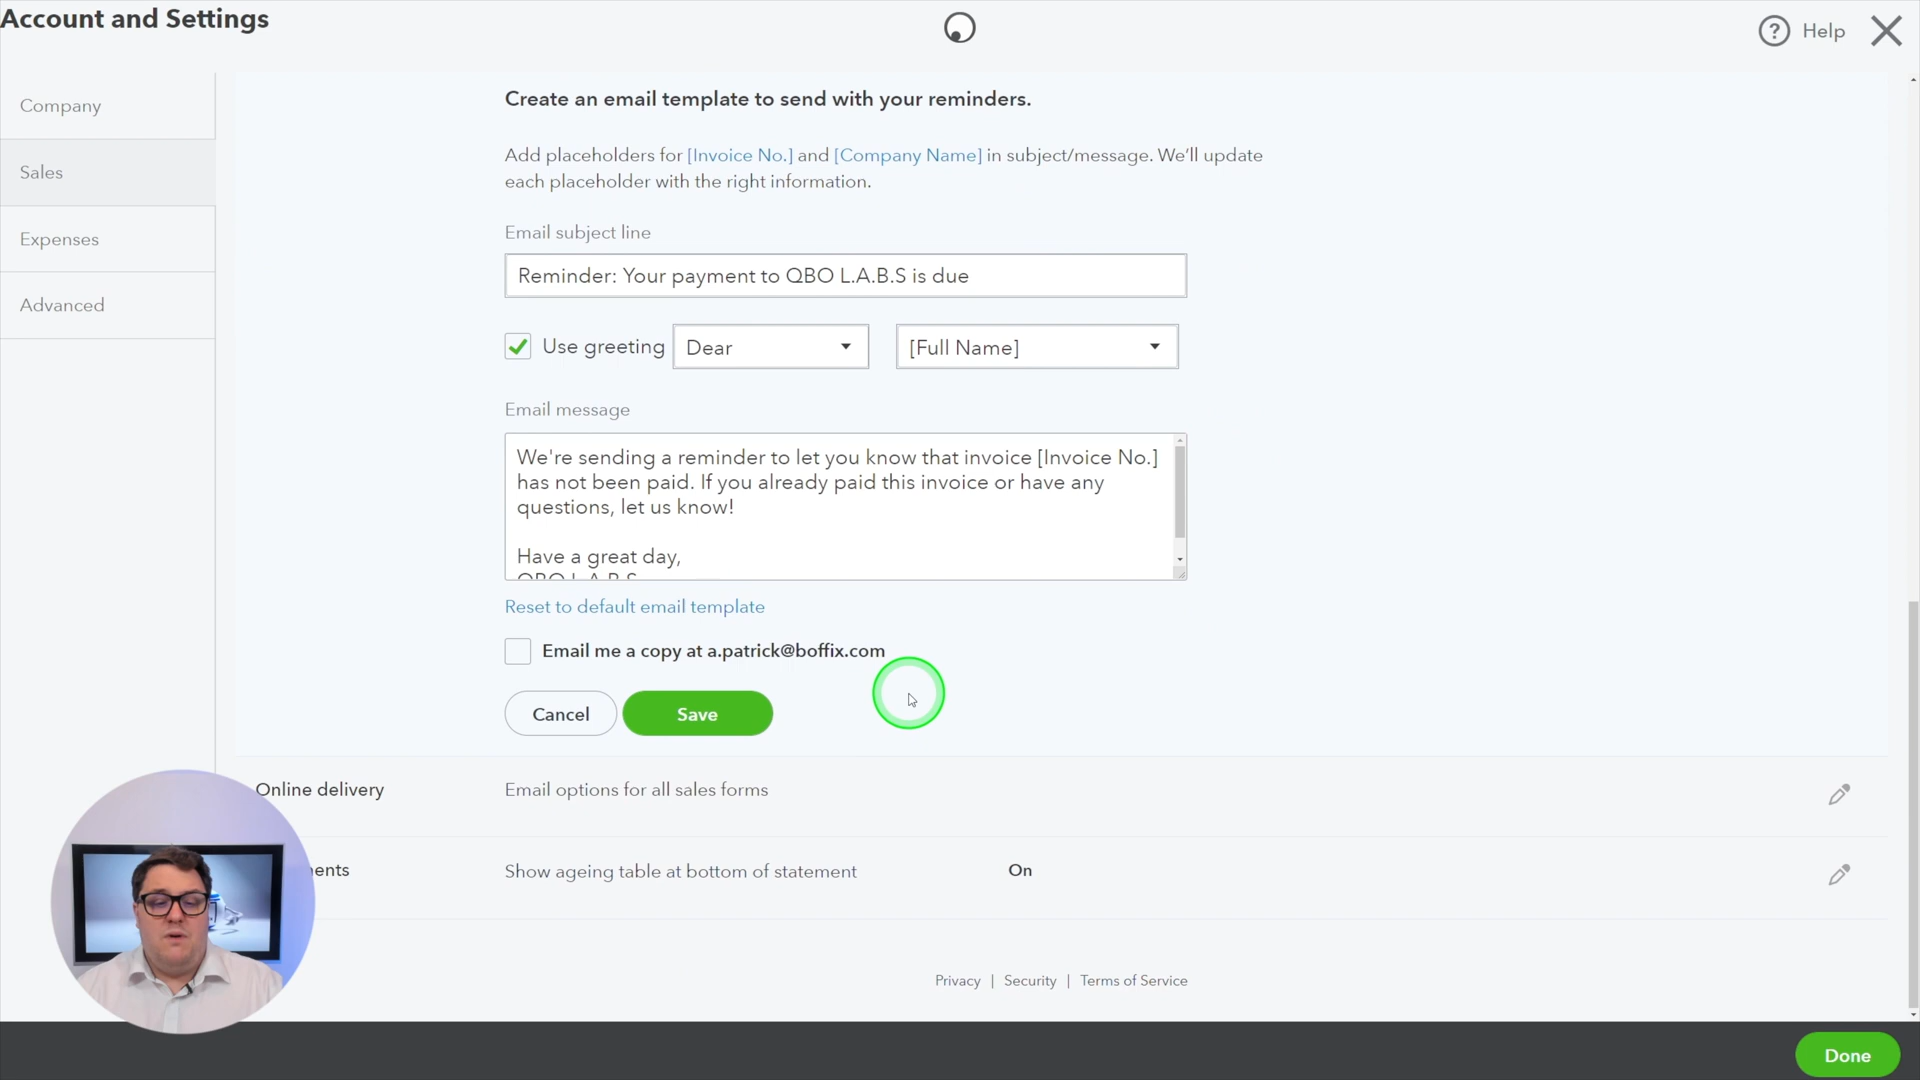 Account and Settings
? Help
Company
Sales
Expenses
Advanced
Create an email template to send with your reminders.
Add placeholders for [Invoice No.] and [Company Name] in subject/message. We’ll update
each placeholder with the right information.
Email subject line
Reminder: Your payment to QBO L.A.B.S is due
Use greeting Dear [Full Name]
Email message
We're sending a reminder to let you know that invoice [Invoice No.]
has not been paid. If you already paid this invoice or have any
questions, let us know!
Have a great day,
QBO L.A.B.S
Reset to default email template
Email me a copy at a.patrick@boffix.com
Cancel Save
Online delivery Email options for all sales forms
ents Show ageing table at bottom of statement On
Privacy | Security | Terms of Service
Done